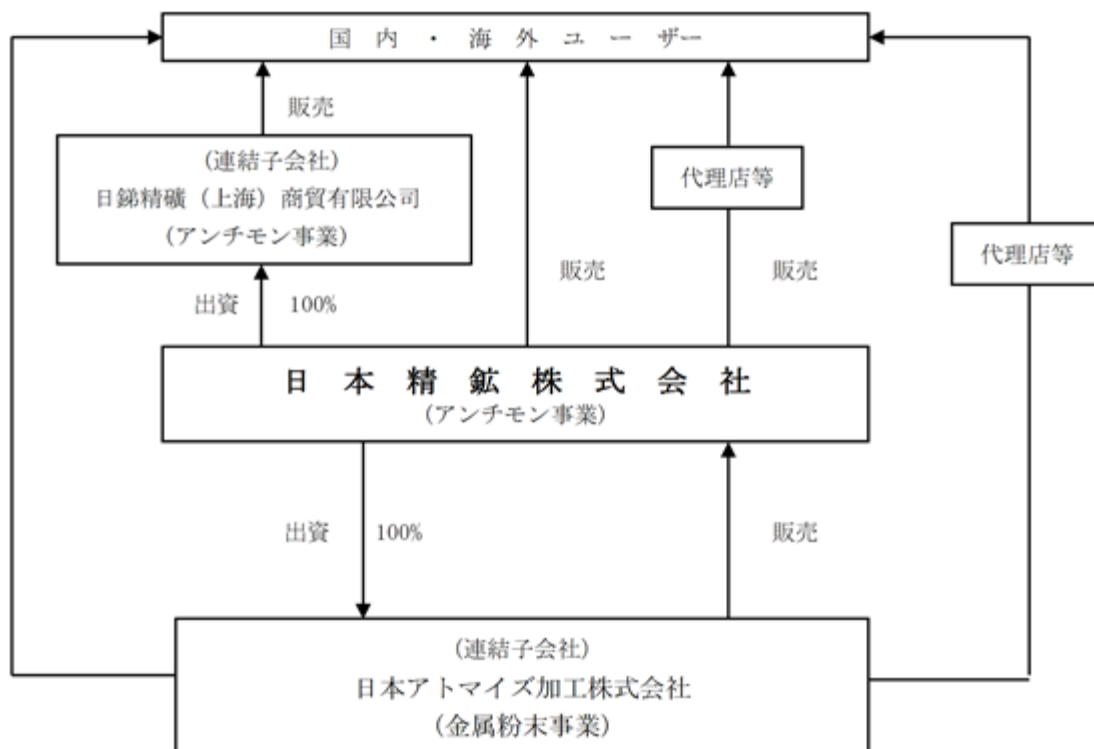 国内・海外ユーザー
販売
(連結子会社)
日銻精礦（上海）商貿有限公司
(アンチモン事業)
代理店等
代理店等
販売
販売
出資 100%
日本精鉱株式会社
(アンチモン事業)
出資 100%
販売
(連結子会社)
日本アトマイズ加工株式会社
(金属粉末事業)